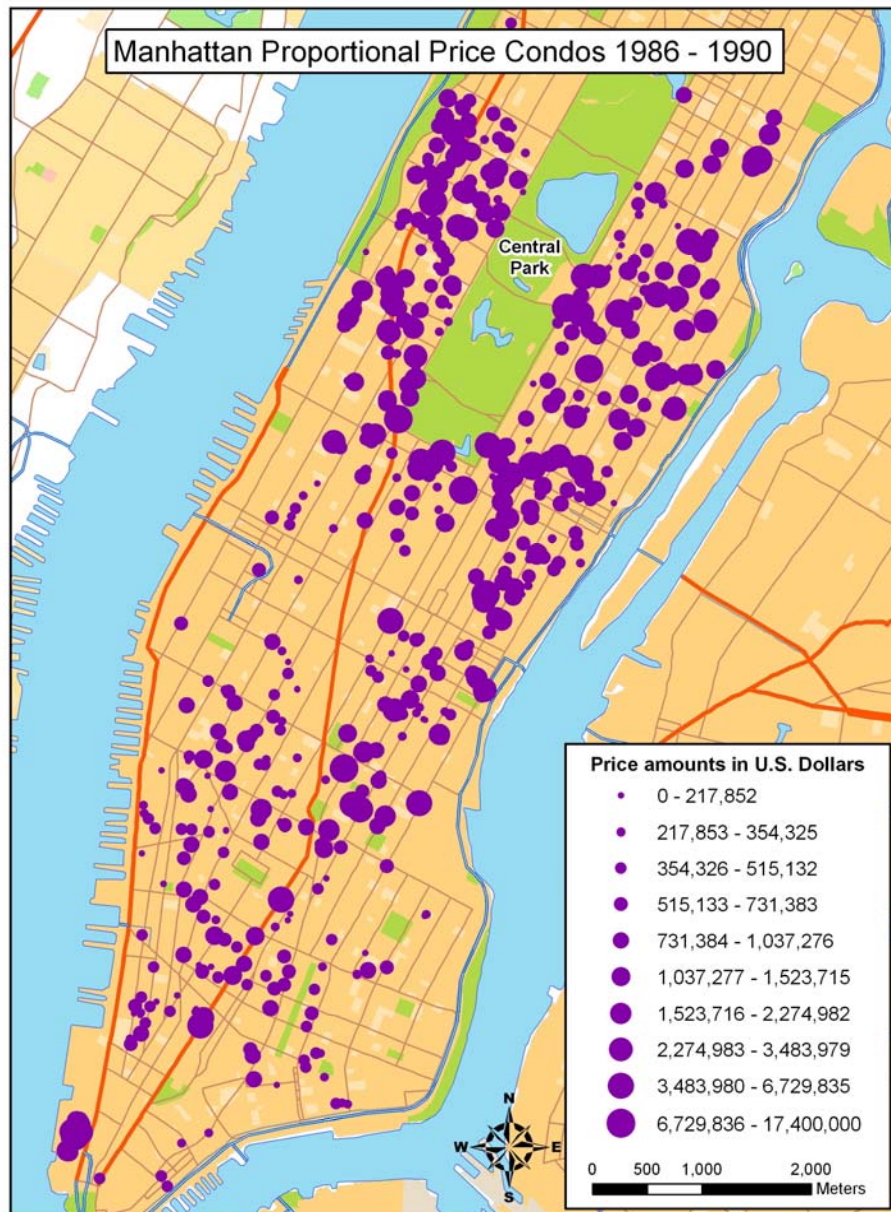 Manhattan Proportional Price Condos 1986 - 1990
Central
Park
Price amounts in U.S. Dollars
0 - 217,852
217,853 - 354,325
354,326 - 515,132
515,133 - 731,383
731,384 - 1,037,276
1,037,277 - 1,523,715
1,523,716 - 2,274,982
2,274,983 - 3,483,979
3,483,980 - 6,729,835
6,729,836 - 17,400,000
N
W E
S
0 500 1,000 2,000
Meters